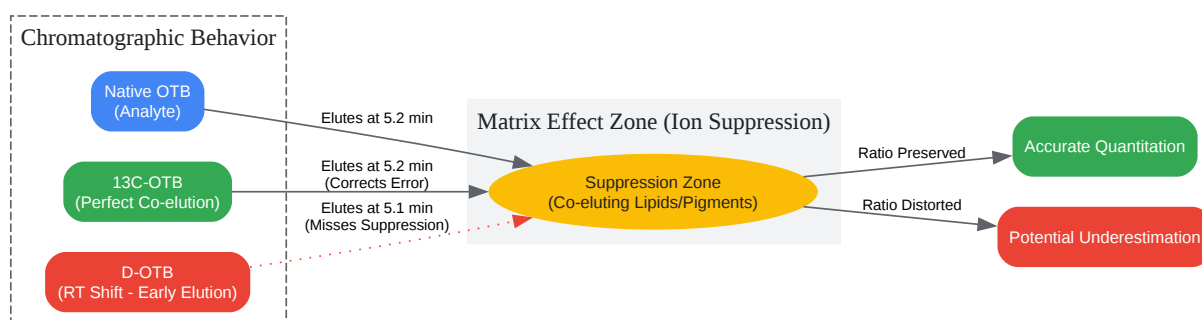 Chromatographic Behavior
Native OTB
(Analyte)
13C-OTB
(Perfect Co-elution)
D-OTB
(RT Shift - Early Elution)
Elutes at 5.2 min
Elutes at 5.2 min
(Corrects Error)
Elutes at 5.1 min
(Misses Suppression)
Matrix Effect Zone (Ion Suppression)
Suppression Zone
(Co-eluting Lipids/Pigments)
Ratio Preserved
Ratio Distorted
Accurate Quantitation
Potential Underestimation